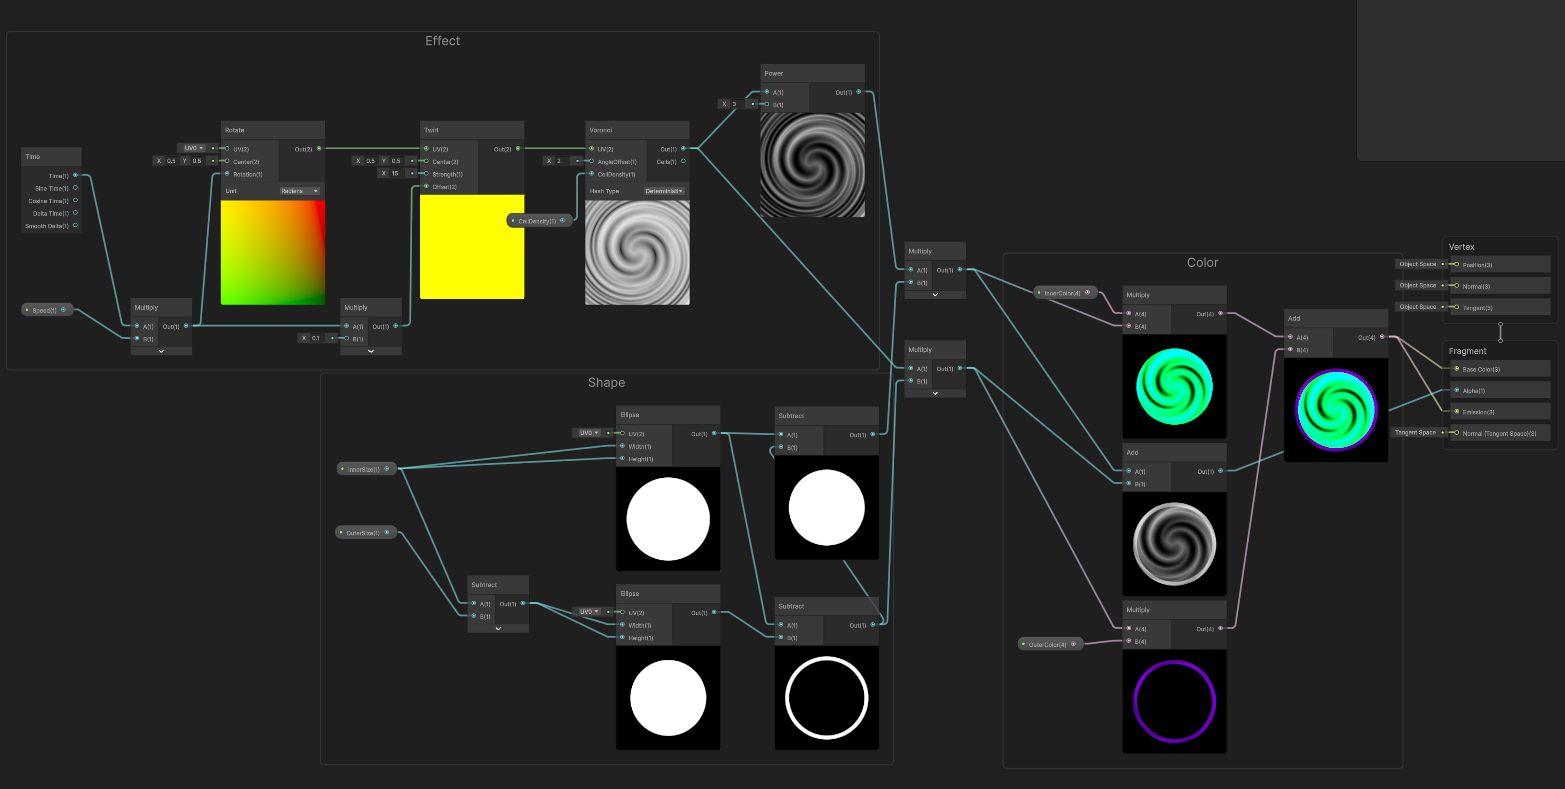 Effect
Time
Time(1)
Sine Time(1)
Cosine Time(1)
Delta Time(1)
Smooth Delta(1)
Speed(1)
Multiply
A(1) Out(1)
B(1)
Rotate
UV0 UV(2) Out(2)
X 0.5 Y 0.5 Center(2)
Rotation(1)
Unit Radians
Multiply
A(1) Out(1)
X 0.1 B(1)
Twirl
UV(2) Out(2)
X 0.5 Y 0.5 Center(2)
X 15 Strength(1)
Offset(2)
CellDensity(1)
Voronoi
UV(2) Out(1)
X 2 AngleOffset(1) Cells(1)
CellDensity(1)
Hash Type Deterministi
Power
A(1) Out(1)
X 3 B(1)
Multiply
A(1) Out(1)
B(1)
Multiply
A(1) Out(1)
B(1)
Shape
InnerSize(1)
OuterSize(1)
Subtract
A(1) Out(1)
B(1)
Ellipse
UV0 UV(2) Out(1)
Width(1)
Height(1)
Ellipse
UV0 UV(2) Out(1)
Width(1)
Height(1)
Subtract
A(1) Out(1)
B(1)
Subtract
A(1) Out(1)
B(1)
Color
InnerColor(4)
Multiply
A(4) Out(4)
B(4)
Add
A(1) Out(1)
B(1)
OuterColor(4)
Multiply
A(4) Out(4)
B(4)
Add
A(4) Out(4)
B(4)
Vertex
Object Space Position(3)
Object Space Normal(3)
Object Space Tangent(3)
Fragment
Base Color(3)
Alpha(1)
Emission(3)
Tangent Space Normal (Tangent Space)(3)